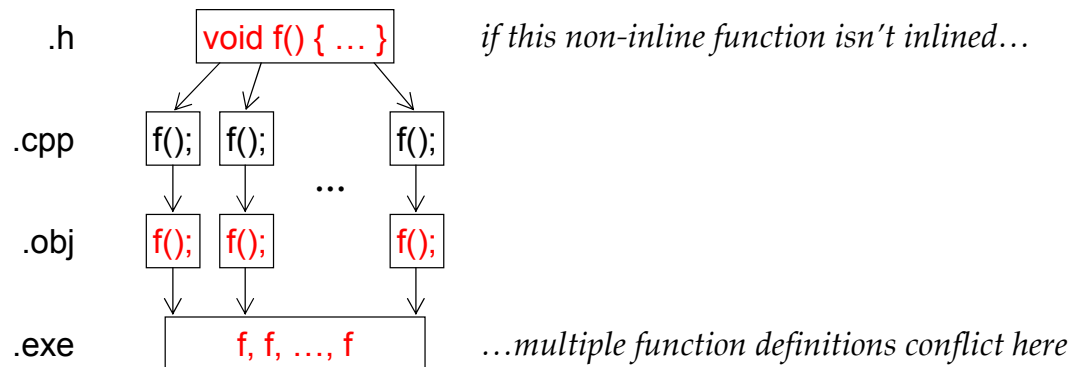 .h void f() { … } if this non-inline function isn’t inlined…
.cpp f(); f(); f();
...
.obj f(); f(); f();
.exe f, f, …, f …multiple function definitions conflict here